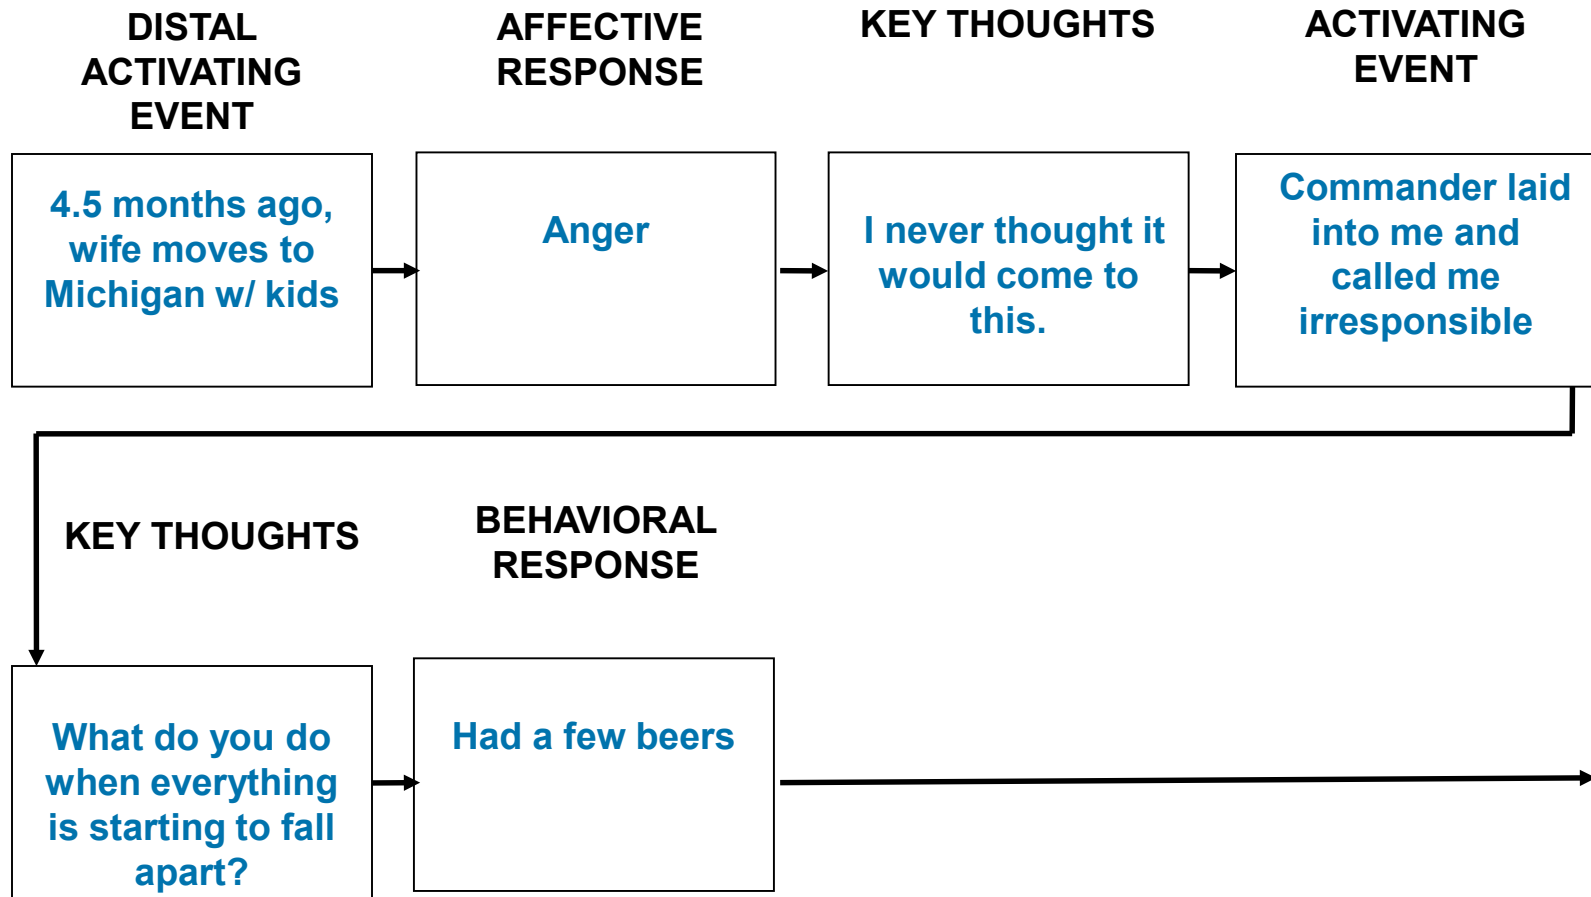 DISTAL
ACTIVATING
EVENT
AFFECTIVE
RESPONSE
KEY THOUGHTS
ACTIVATING
EVENT
4.5 months ago,
wife moves to
Michigan w/ kids
Anger
I never thought it
would come to
this.
Commander laid
into me and
called me
irresponsible
KEY THOUGHTS
BEHAVIORAL
RESPONSE
What do you do
when everything
is starting to fall
apart?
Had a few beers